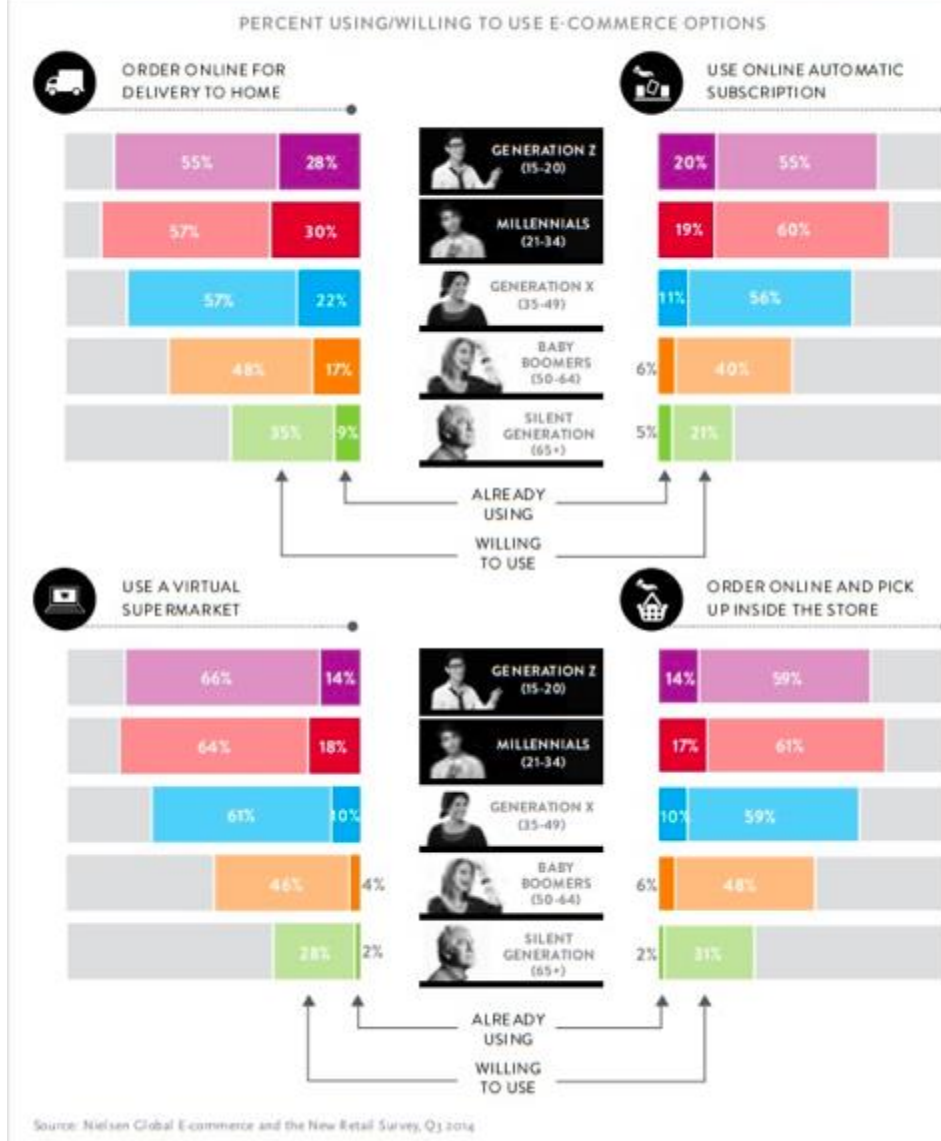 PERCENT USING/WILLING TO USE E-COMMERCE OPTIONS
ORDER ONLINE FOR
DELIVERY TO HOME
USE ONLINE AUTOMATIC
SUBSCRIPTION
55% 28%
GENERATION Z
(15-20)
20% 55%
57% 30%
MILLENNIALS
(21-34)
19% 60%
57% 22%
GENERATION X
(35-49)
11% 56%
48% 17%
BABY
BOOMERS
(50-64)
6% 40%
35% 9%
SILENT
GENERATION
(65+)
5% 21%
ALREADY
USING
WILLING
TO USE
USE A VIRTUAL
SUPERMARKET
ORDER ONLINE AND PICK
UP INSIDE THE STORE
66% 14%
GENERATION Z
(15-20)
14% 59%
64% 18%
MILLENNIALS
(21-34)
17% 61%
61% 10%
GENERATION X
(35-49)
10% 59%
46% 4%
BABY
BOOMERS
(50-64)
6% 48%
28% 2%
SILENT
GENERATION
(65+)
2% 31%
ALREADY
USING
WILLING
TO USE
Source: Nielsen Global E-commerce and the New Retail Survey, Q3 2014